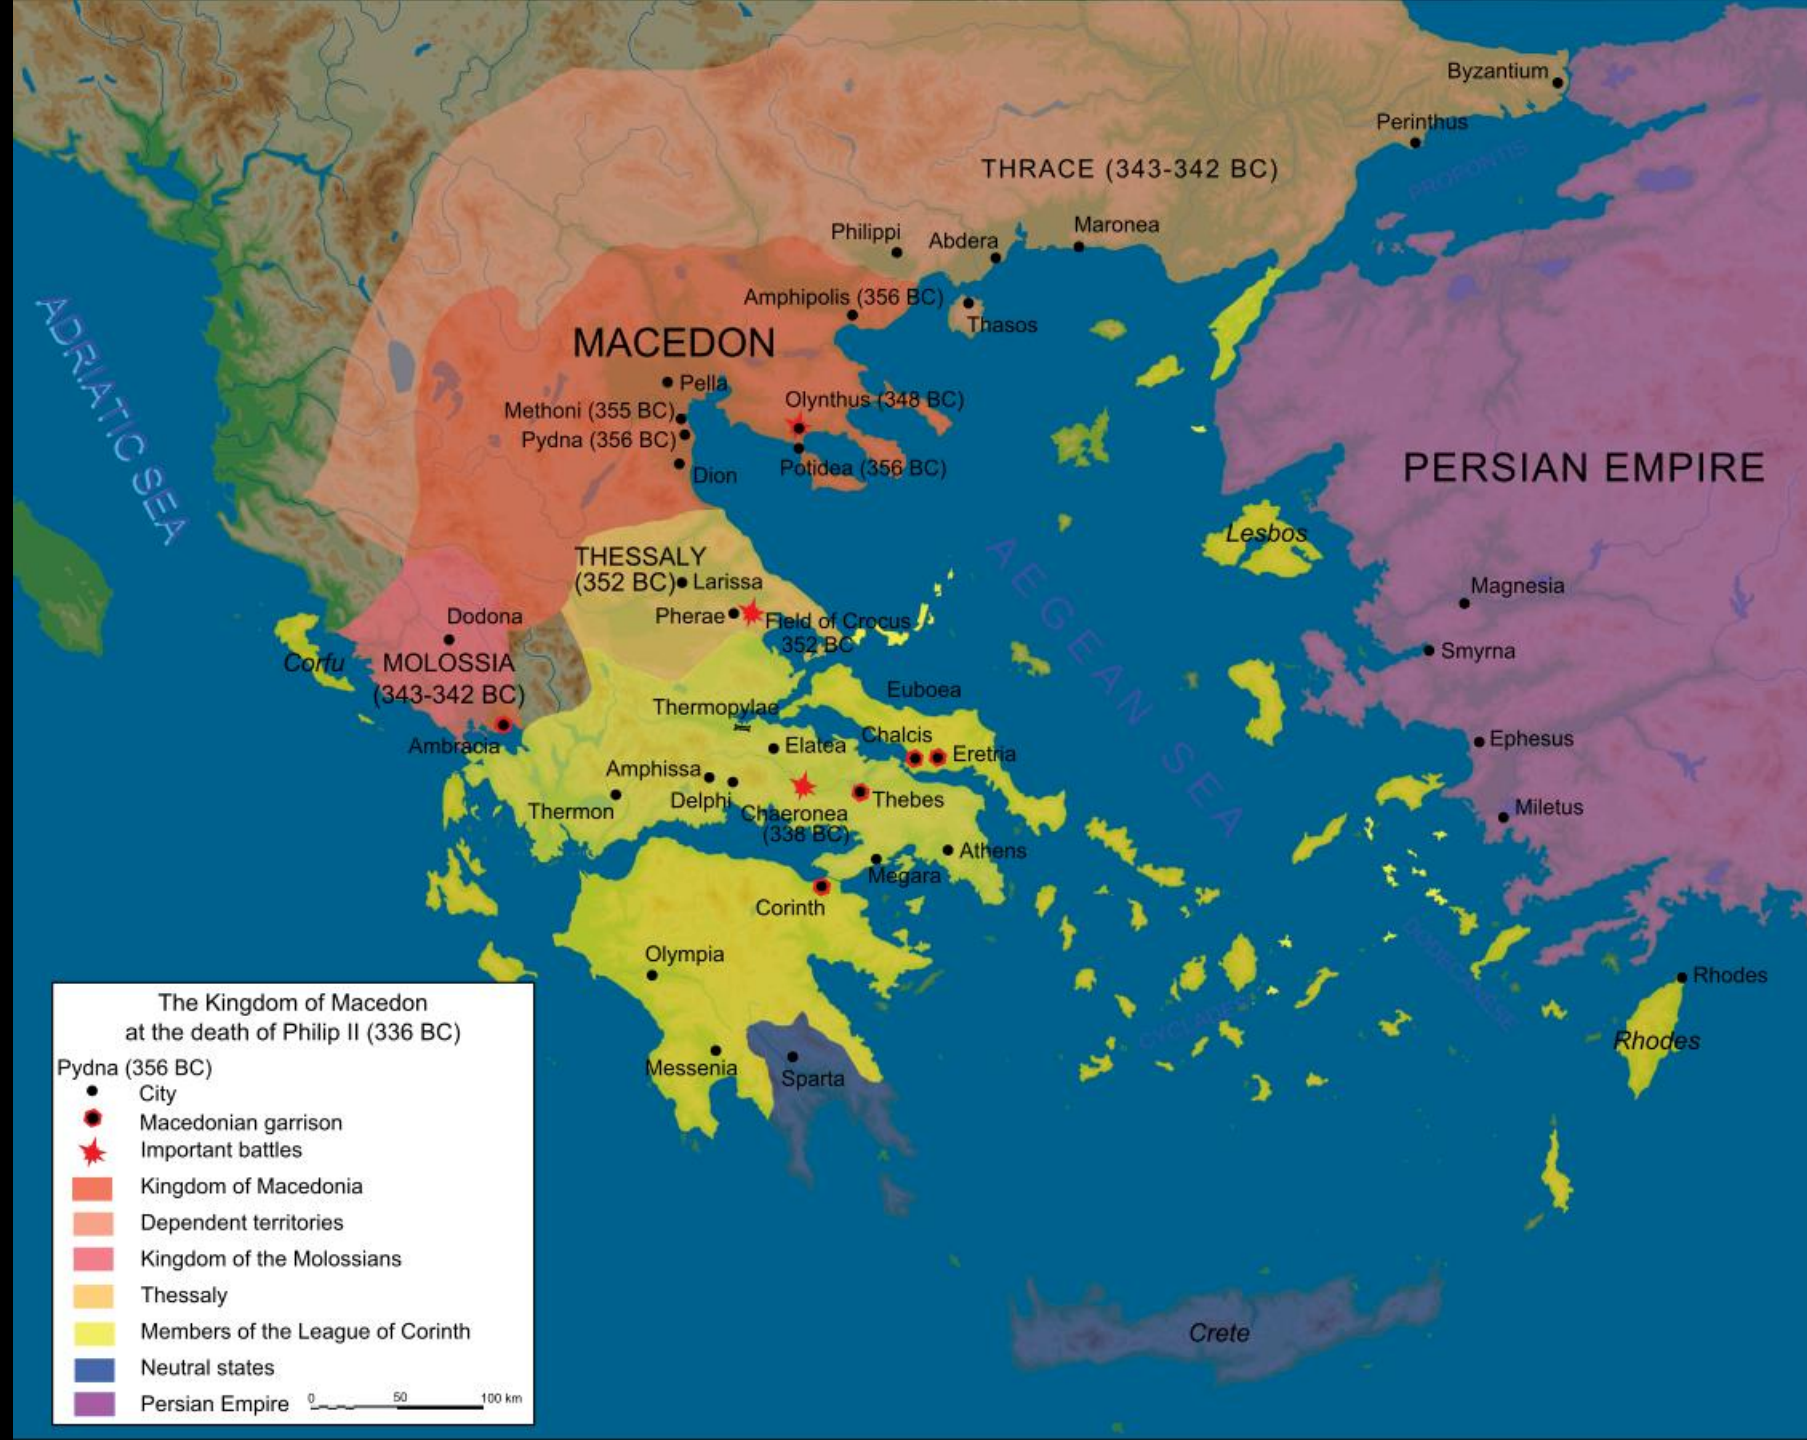 Byzantium
Perinthus
PROPONTIS
THRACE (343-342 BC)
Philippi
Abdera
Maronea
Amphipolis (356 BC)
Thasos
ADRIATIC SEA
MACEDON
Pella
Olynthus (348 BC)
Methoni (355 BC)
Pydna (356 BC)
Potidea (356 BC)
Dion
PERSIAN EMPIRE
Lesbos
THESSALY
(352 BC)
Larissa
AEGEAN SEA
Magnesia
Pherae
Field of Crocus
352 BC
Dodona
Smyrna
Corfu
MOLOSSIA
(343-342 BC)
Euboea
Thermopylae
Chalcis
Eretria
Ambracia
Elatea
Ephesus
Amphissa
Delphi
Thebes
Thermon
Chaeronea
(338 BC)
Miletus
Athens
Megara
Corinth
Olympia
DODECANESE
Rhodes
CYCLADES
Rhodes
Messenia
Sparta
Crete
The Kingdom of Macedon
at the death of Philip II (336 BC)
Pydna (356 BC)
City
Macedonian garrison
Important battles
Kingdom of Macedonia
Dependent territories
Kingdom of the Molossians
Thessaly
Members of the League of Corinth
Neutral states
Persian Empire
0 50 100 km